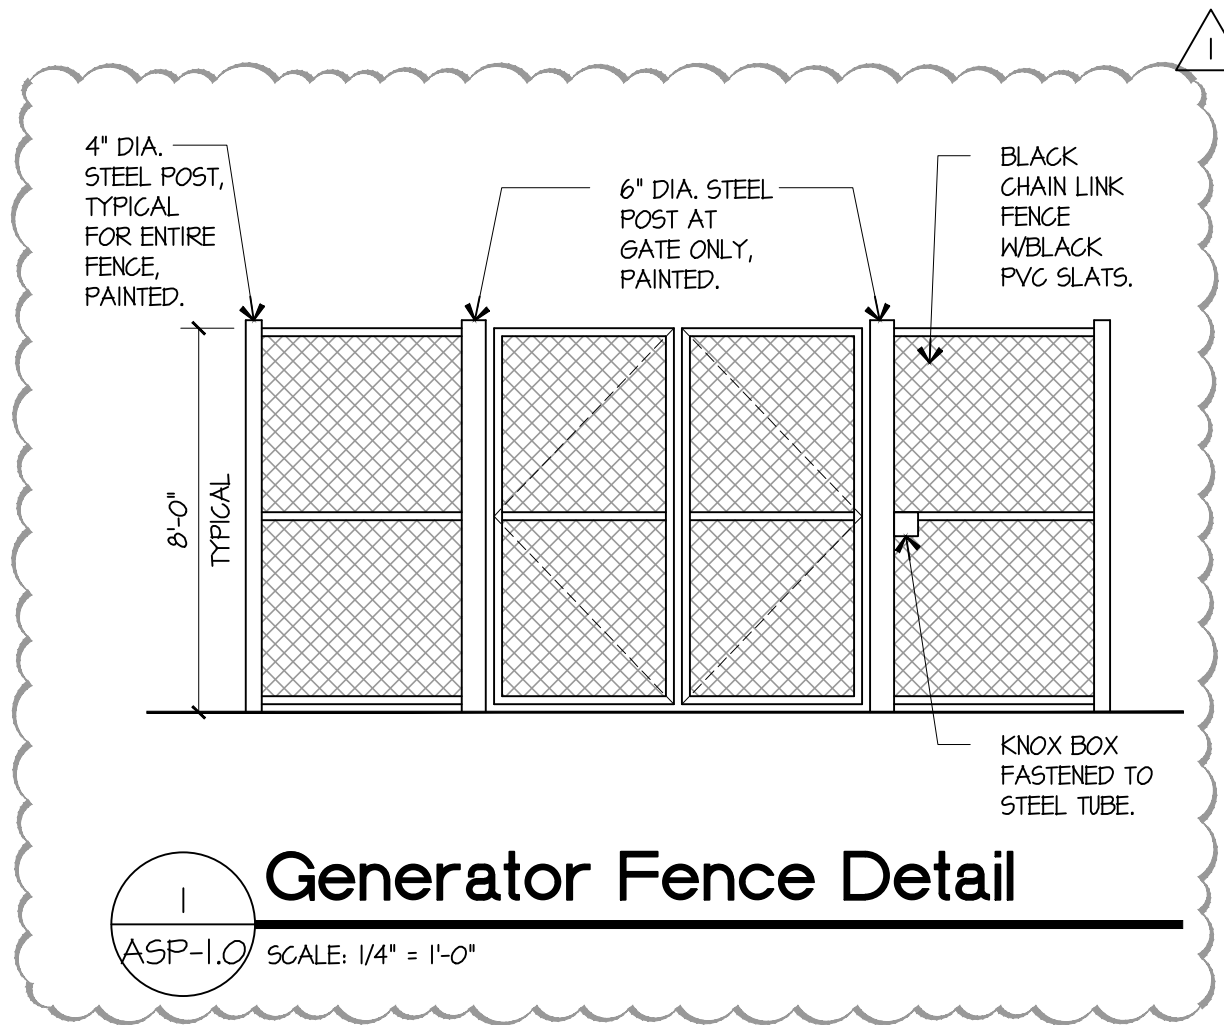 1
4" DIA.
STEEL POST,
TYPICAL
FOR ENTIRE
FENCE,
PAINTED.
6" DIA. STEEL
POST AT
GATE ONLY,
PAINTED.
BLACK
CHAIN LINK
FENCE
W/BLACK
PVC SLATS.
8'-0"
TYPICAL
KNOX BOX
FASTENED TO
STEEL TUBE.
1
ASP-1.0
Generator Fence Detail
SCALE: 1/4" = 1'-0"